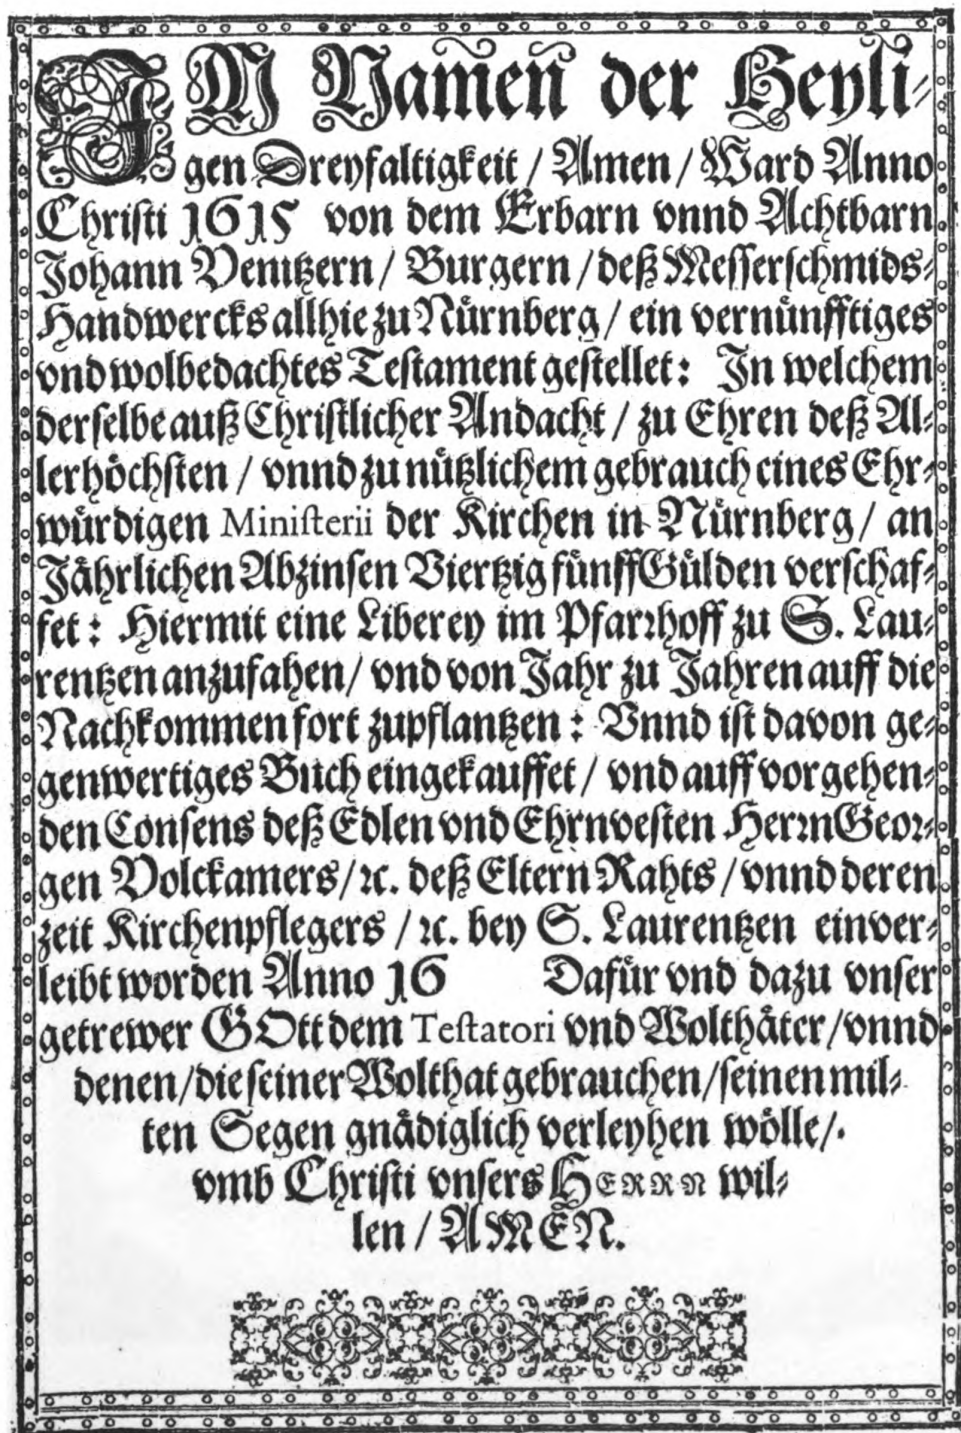 IM Namen der Heyli⸗
gen Dreyfaltigkeit / Amen / Ward Anno
Christi 1615 von dem Erbarn vnnd Achtbarn
Johann Venitzern / Burgern / deß Messerschmids⸗
Handwercks allhie zu Nürnberg / ein vernünfftiges
vnd wolbedachtes Testament gestellet: In welchem
derselbe auß Christlicher Andacht / zu Ehren deß Al⸗
lerhöchsten / vnnd zu nützlichem gebrauch eines Ehr⸗
würdigen Ministerii der Kirchen in Nürnberg / an
Jährlichen Abzinsen Viertzig fünff Gülden verschaf⸗
fet: Hiermit eine Liberey im Pfarrhoff zu S. Lau⸗
rentzen anzufahen / vnd von Jahr zu Jahren auff die
Nachkommen fort zupflantzen: Vnnd ist davon ge⸗
genwertiges Buch eingekauffet / vnd auff vorgehen⸗
den Consens deß Edlen vnd Ehrnvesten Herrn Geor⸗
gen Volckamers / ꝛc. deß Eltern Rahts / vnnd deren
zeit Kirchenpflegers / ꝛc. bey S. Laurentzen einver⸗
leibt worden Anno 16 Dafür vnd dazu vnser
getrewer GOtt dem Testatori vnd Wolthäter / vnnd
denen / die seiner Wolthat gebrauchen / seinen mil⸗
ten Segen gnädiglich verleyhen wölle /.
vmb Christi vnsers HERRN wil⸗
len / AMEN.